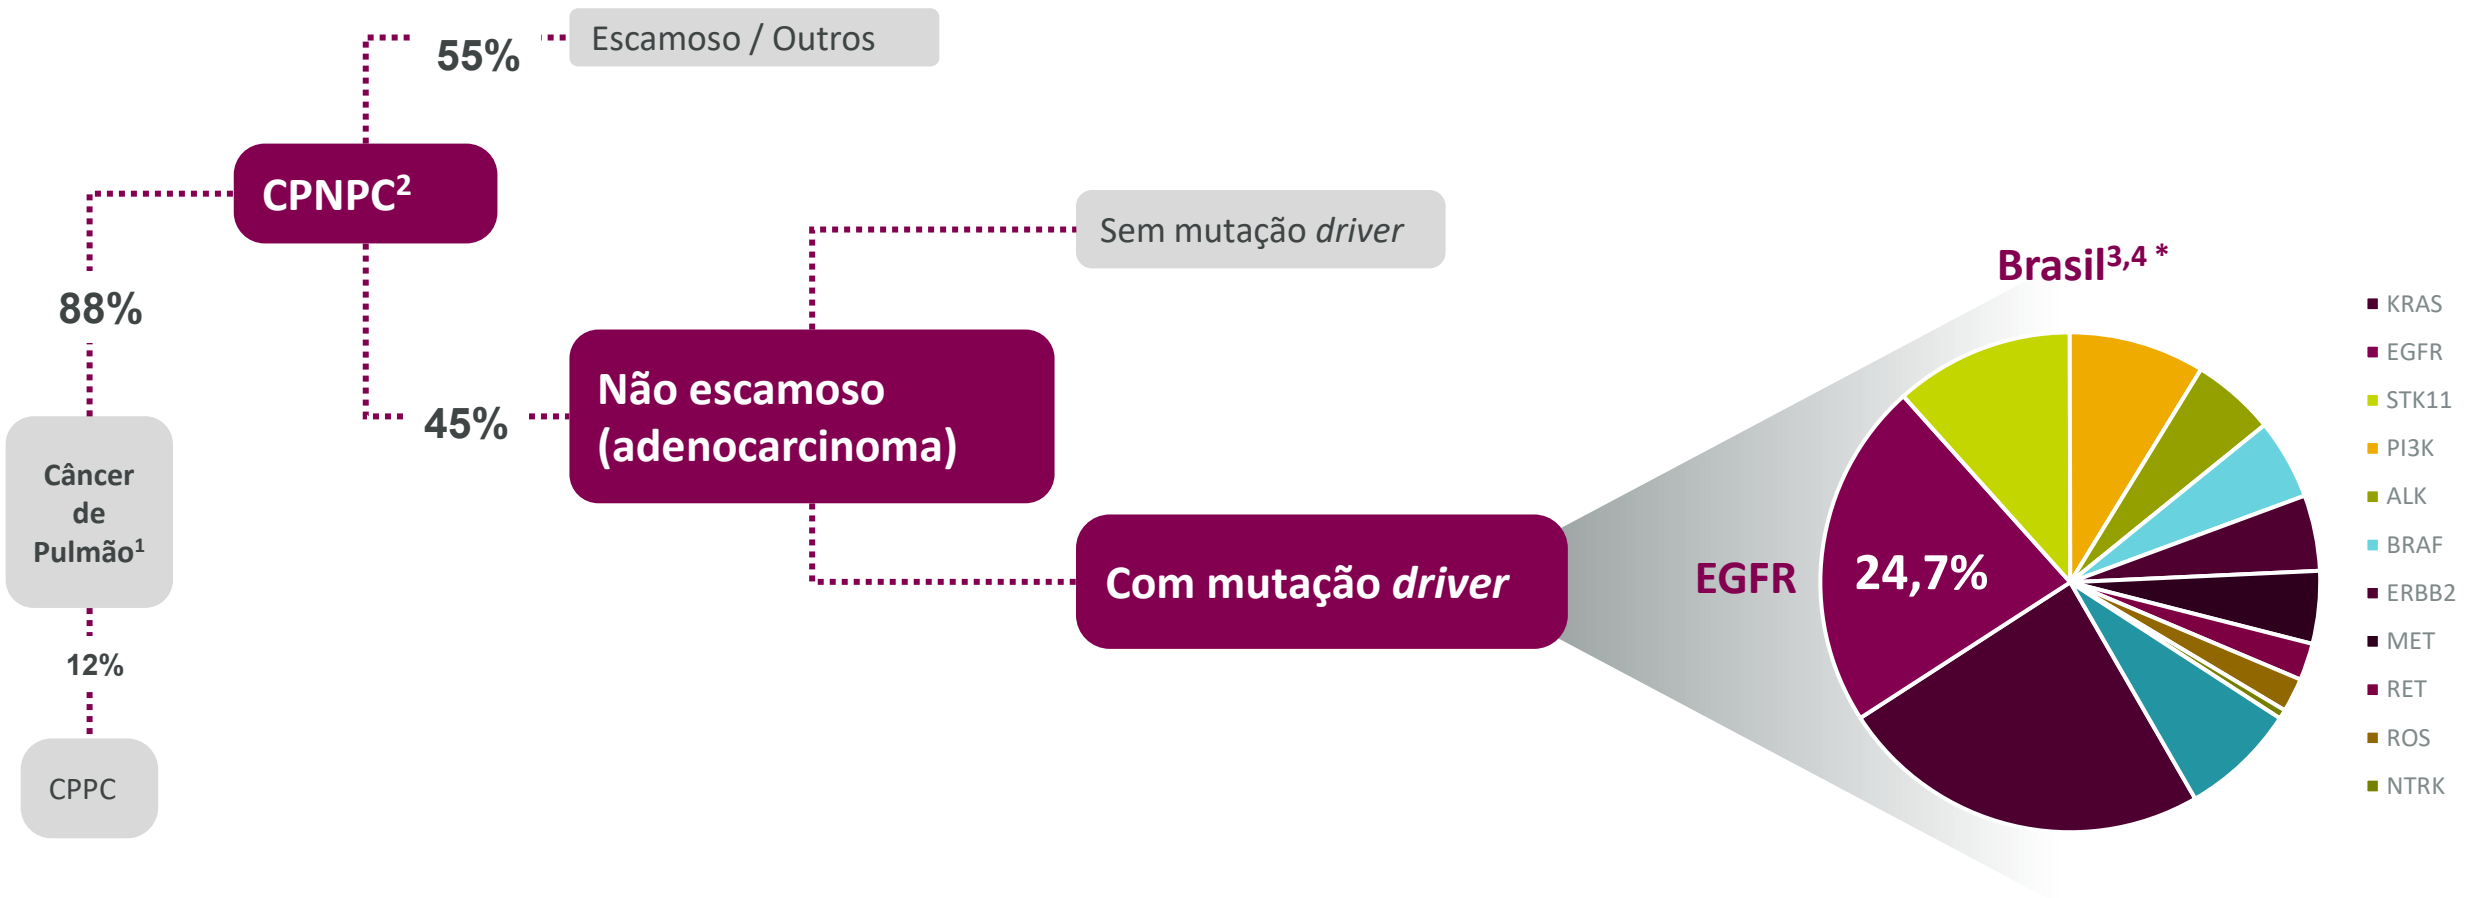 55%
Escamoso / Outros
CPNPC²
88%
Sem mutação driver
45%
Não escamoso
(adenocarcinoma)
Câncer
de
Pulmão¹
12%
CPPC
Com mutação driver
Brasil³,⁴ *
EGFR
24,7%
KRAS
EGFR
STK11
PI3K
ALK
BRAF
ERBB2
MET
RET
ROS
NTRK